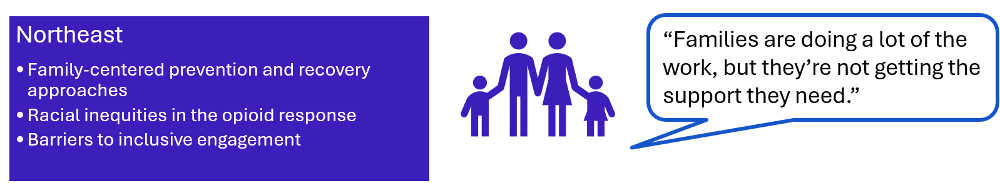 Northeast
• Family-centered prevention and recovery
approaches
• Racial inequities in the opioid response
• Barriers to inclusive engagement
“Families are doing a lot of the
work, but they’re not getting the
support they need.”